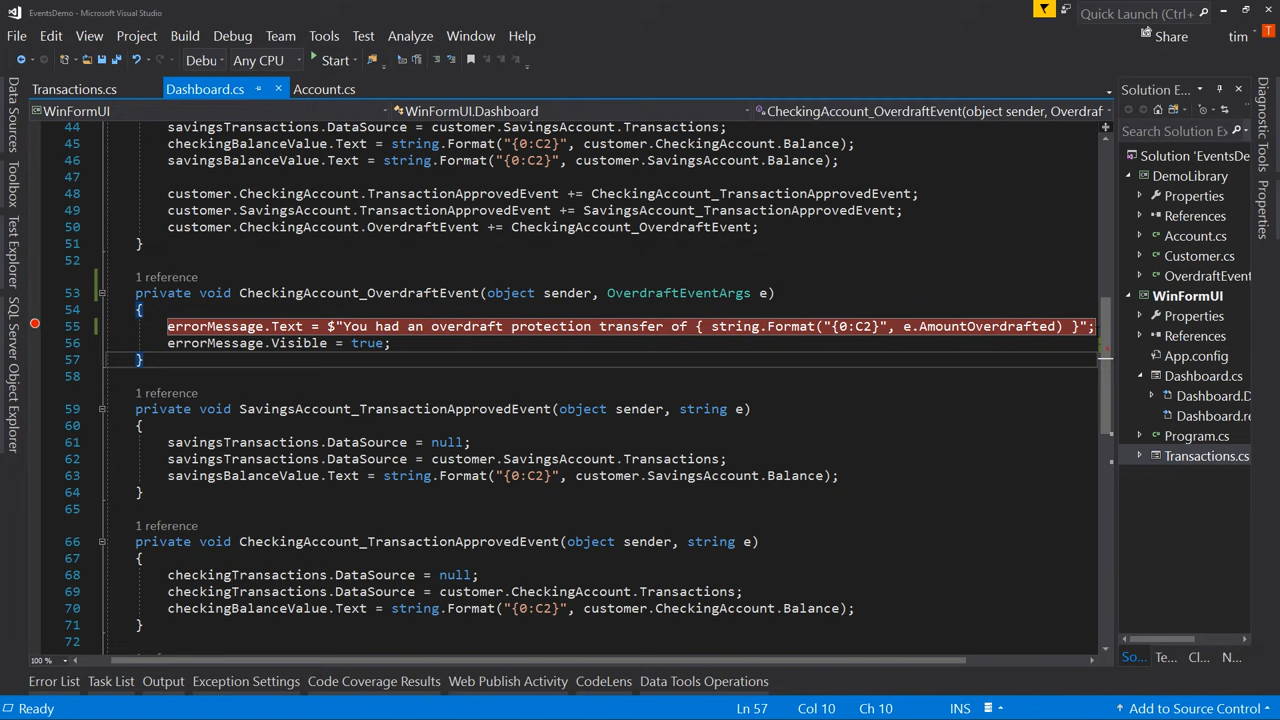 EventsDemo - Microsoft Visual Studio
Quick Launch (Ctrl+
File Edit View Project Build Debug Team Tools Test Analyze Window Help
Share
tim
T
Debu Any CPU Start
Transactions.cs Dashboard.cs Account.cs
WinFormUI WinFormUI.Dashboard CheckingAccount_OverdraftEvent(object sender, Overdraf
44 savingsTransactions.DataSource = customer.SavingsAccount.Transactions;
45 checkingBalanceValue.Text = string.Format("{0:C2}", customer.CheckingAccount.Balance);
46 savingsBalanceValue.Text = string.Format("{0:C2}", customer.SavingsAccount.Balance);
47
48 customer.CheckingAccount.TransactionApprovedEvent += CheckingAccount_TransactionApprovedEvent;
49 customer.SavingsAccount.TransactionApprovedEvent += SavingsAccount_TransactionApprovedEvent;
50 customer.CheckingAccount.OverdraftEvent += CheckingAccount_OverdraftEvent;
51 }
52
1 reference
53 private void CheckingAccount_OverdraftEvent(object sender, OverdraftEventArgs e)
54 {
55 errorMessage.Text = $"You had an overdraft protection transfer of { string.Format("{0:C2}", e.AmountOverdrafted) }";
56 errorMessage.Visible = true;
57 }
58
1 reference
59 private void SavingsAccount_TransactionApprovedEvent(object sender, string e)
60 {
61 savingsTransactions.DataSource = null;
62 savingsTransactions.DataSource = customer.SavingsAccount.Transactions;
63 savingsBalanceValue.Text = string.Format("{0:C2}", customer.SavingsAccount.Balance);
64 }
65
1 reference
66 private void CheckingAccount_TransactionApprovedEvent(object sender, string e)
67 {
68 checkingTransactions.DataSource = null;
69 checkingTransactions.DataSource = customer.CheckingAccount.Transactions;
70 checkingBalanceValue.Text = string.Format("{0:C2}", customer.CheckingAccount.Balance);
71 }
72
100 %
Data Sources
Toolbox
Test Explorer
SQL Server Object Explorer
Solution E...
Search Solution Ex
Solution 'EventsDe
DemoLibrary
Properties
References
Account.cs
Customer.cs
OverdraftEvent
WinFormUI
Properties
References
App.config
Dashboard.cs
Dashboard.D
Dashboard.re
Program.cs
Transactions.cs
So... Te... Cl... N...
Diagnostic Tools
Properties
Error List Task List Output Exception Settings Code Coverage Results Web Publish Activity CodeLens Data Tools Operations
Ready Ln 57 Col 10 Ch 10 INS Add to Source Control